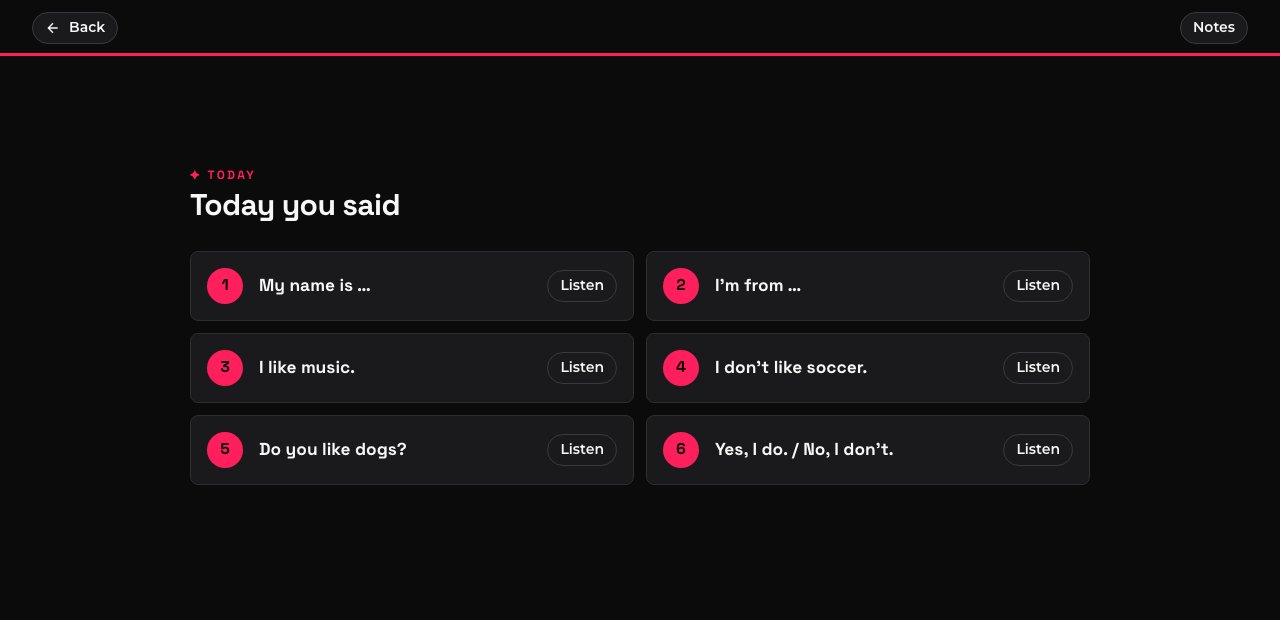 Back
Notes
TODAY
Today you said
1 My name is ... Listen
2 I'm from ... Listen
3 I like music. Listen
4 I don't like soccer. Listen
5 Do you like dogs? Listen
6 Yes, I do. / No, I don't. Listen